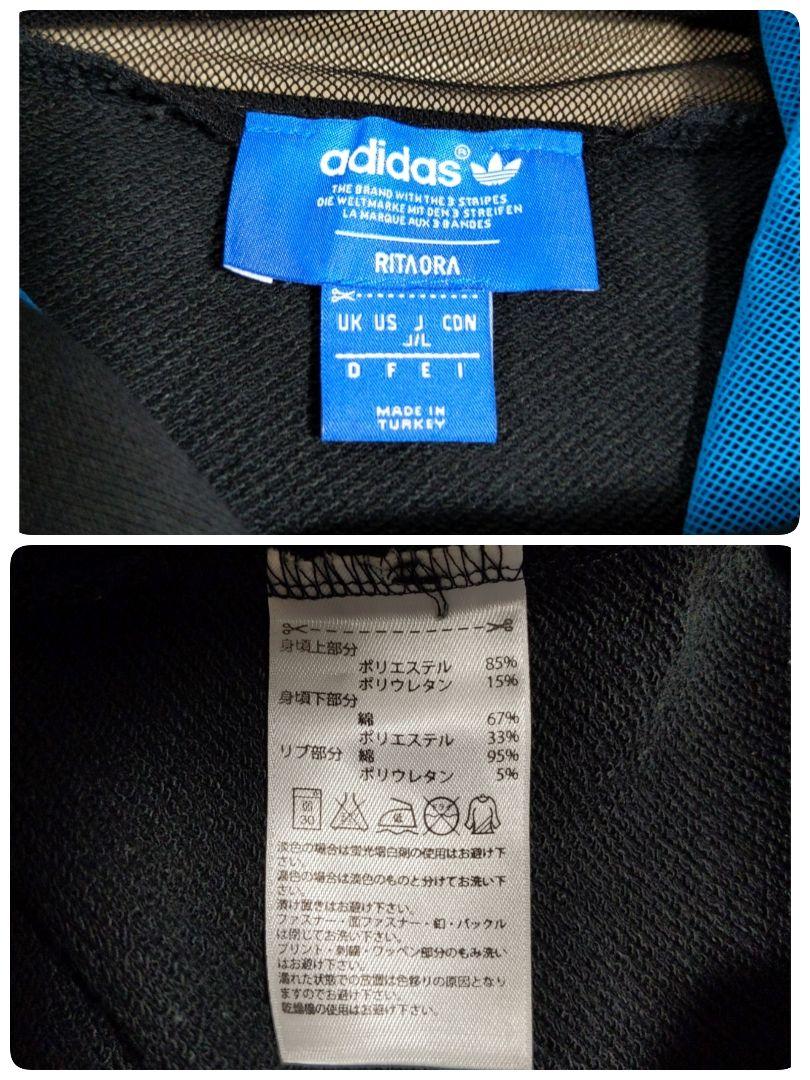 adidas®
THE BRAND WITH THE 3 STRIPES
DIE WELTMARKE MIT DEN 3 STREIFEN
LA MARQUE AUX 3 BANDES
RITA ORA
UK US J CDN
J/L
D F E I
MADE IN
TURKEY
身頃上部分
ポリエステル 85%
ポリウレタン 15%
身頃下部分
綿 67%
ポリエステル 33%
リブ部分 綿 95%
ポリウレタン 5%
30
淡色の場合は蛍光増白剤の使用はお避け下
さい。
濃色の場合は淡色のものと分けてお洗い下
さい。
漬け置きはお避け下さい。
ファスナー・面ファスナー・釦・バックル
は閉じてお洗い下さい。
プリント・刺繍・ワッペン部分のもみ洗い
はお避け下さい。
濡れた状態での放置は色移りの原因となり
ますのでお避け下さい。
乾燥機の使用はお避け下さい。